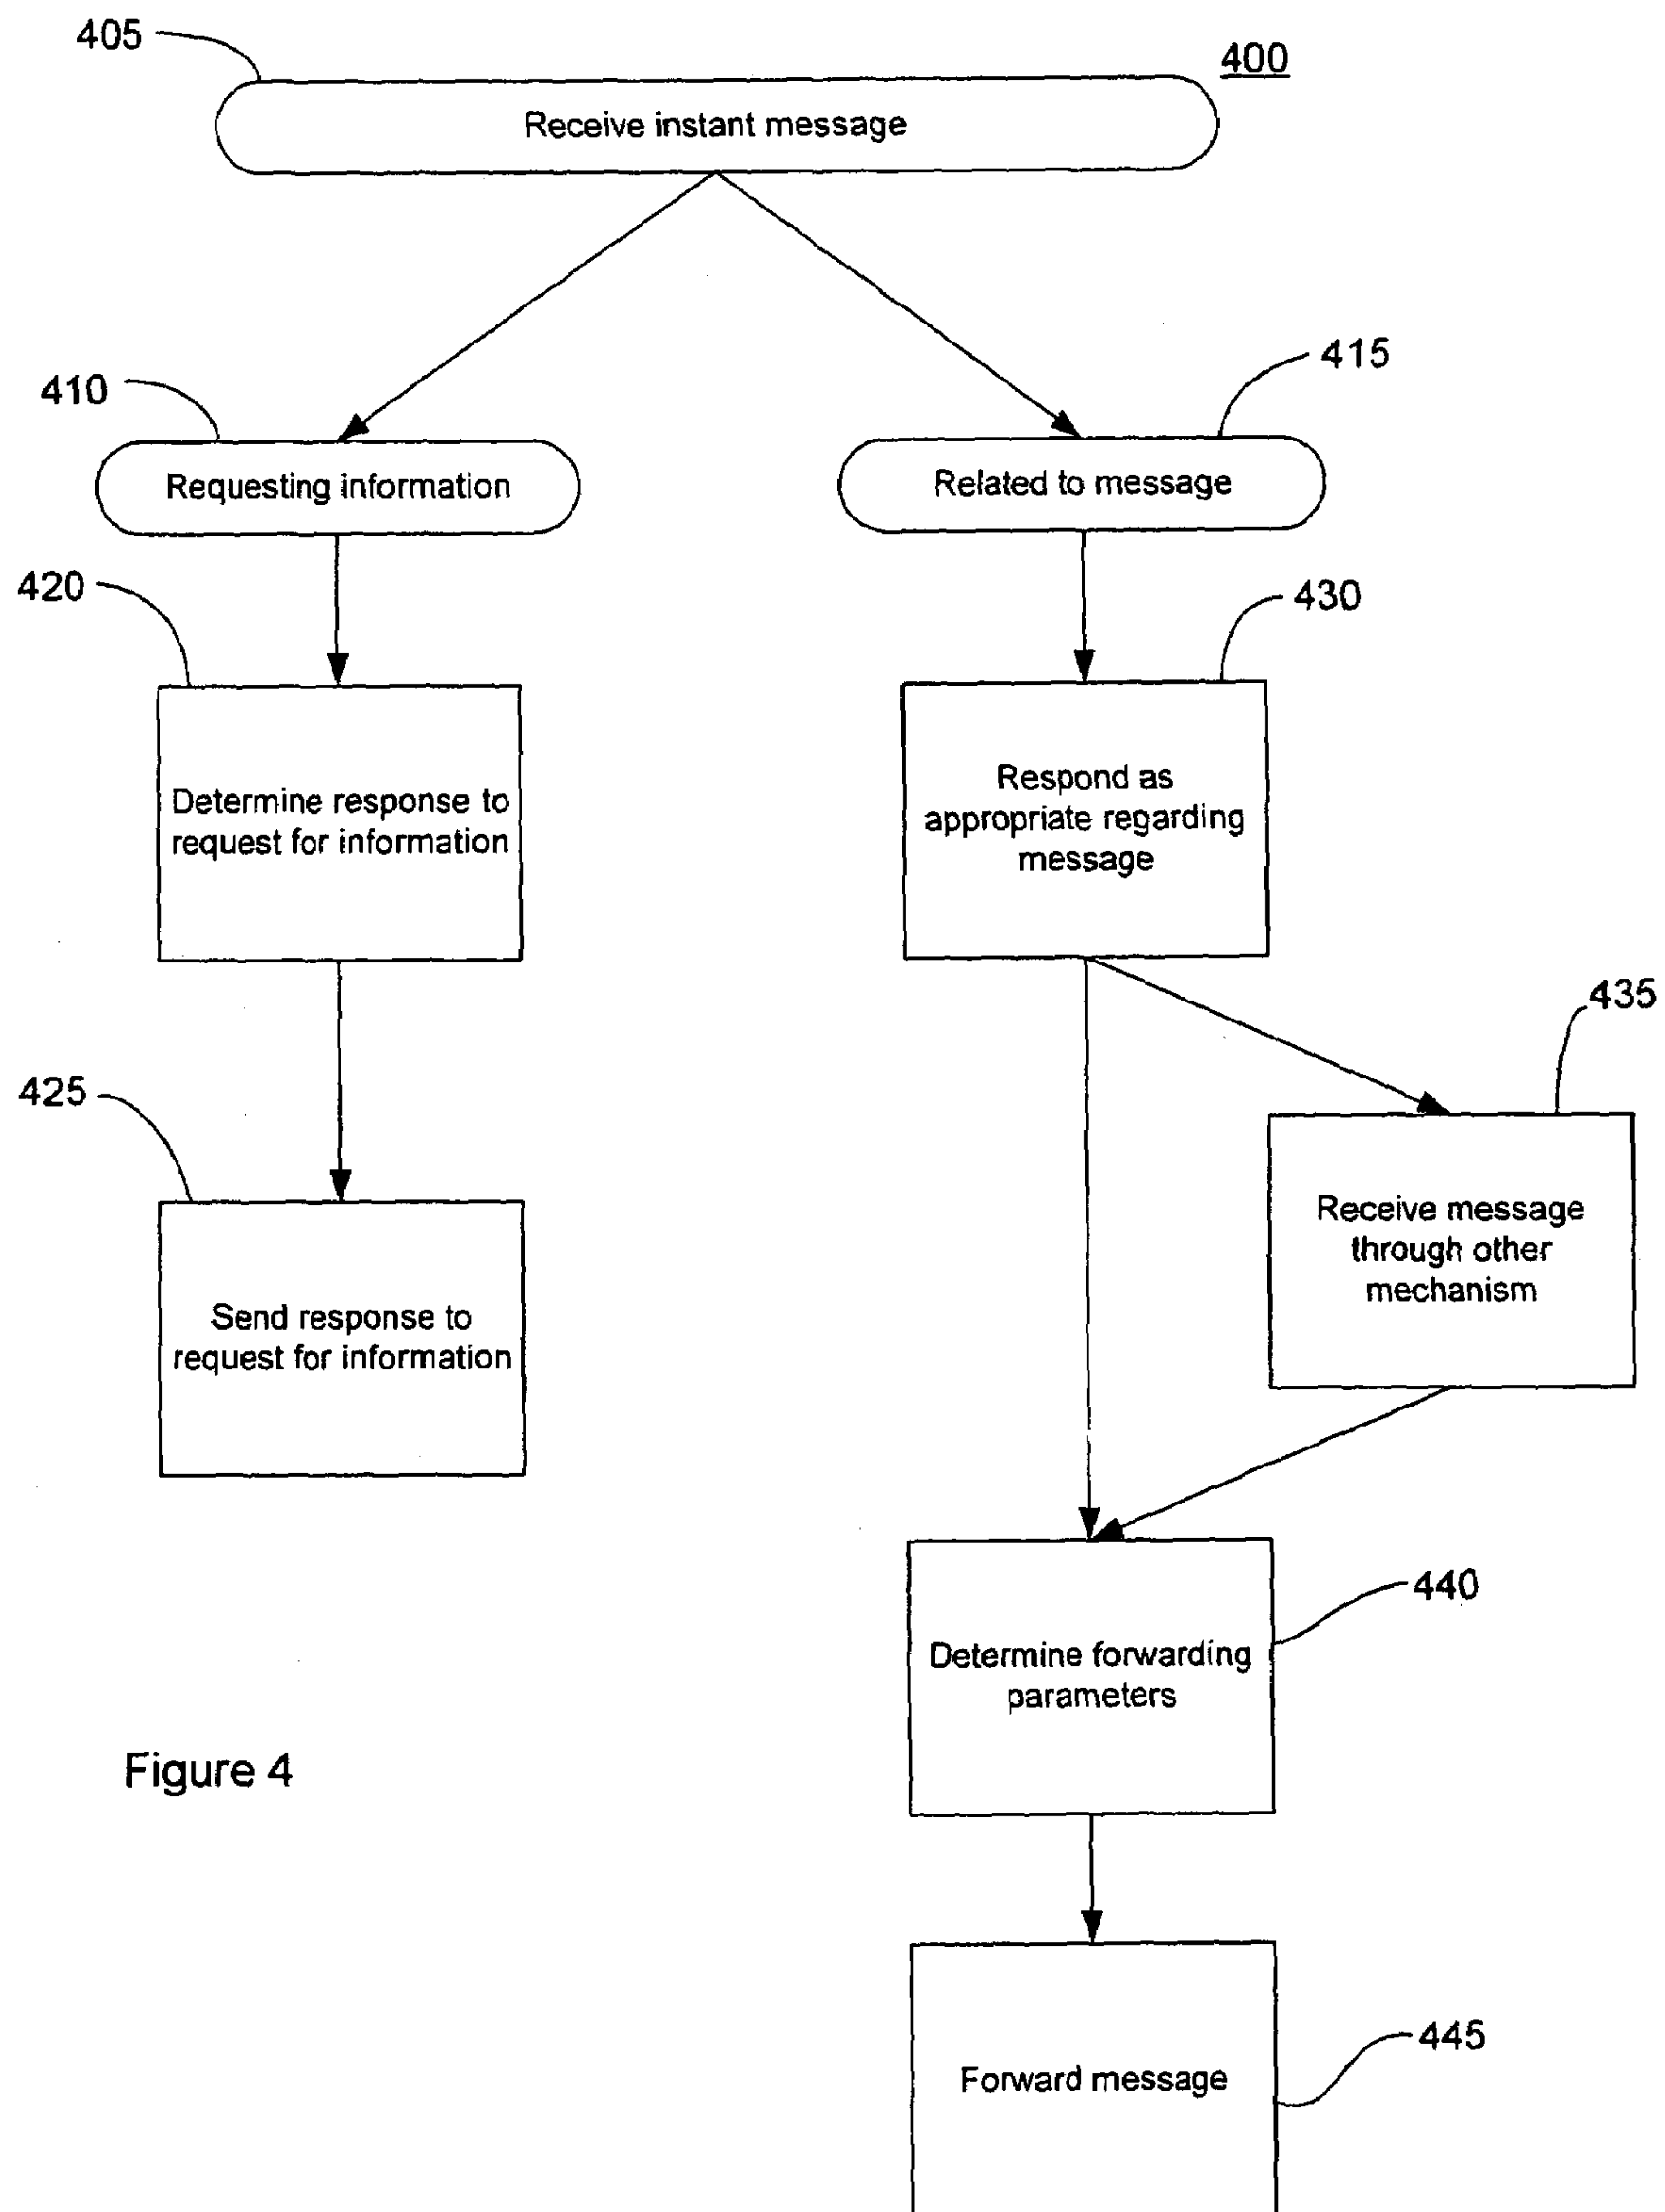 405
400
Receive instant message
415
410
Requesting information
Related to message
420
430
Determine response to
request for information
Respond as
appropriate regarding
message
435
425
Receive message
through other
mechanism
Send response to
request for information
440
Determine forwarding
parameters
Figure 4
445
Forward message